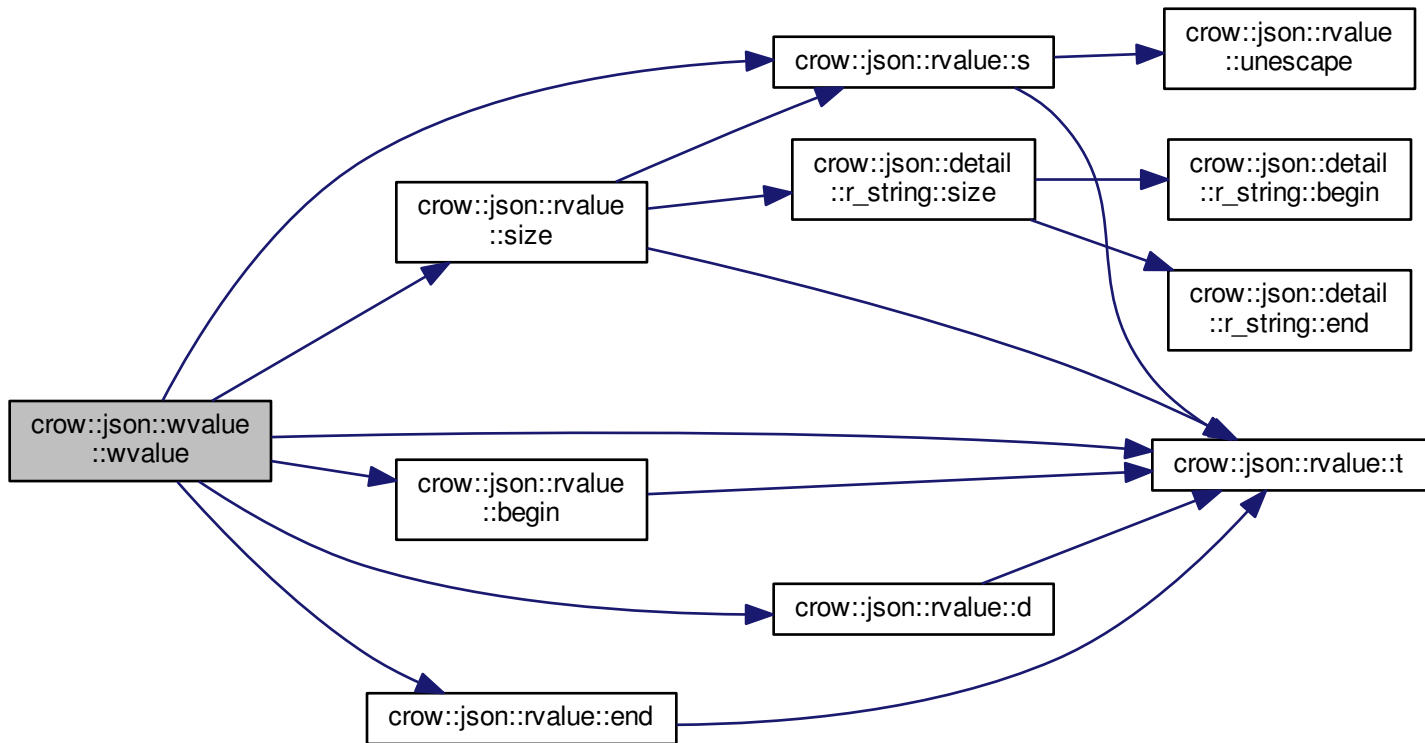 crow::json::wvalue
::wvalue
crow::json::rvalue
::size
crow::json::rvalue
::begin
crow::json::rvalue::end
crow::json::rvalue::s
crow::json::detail
::r_string::size
crow::json::rvalue::d
crow::json::rvalue
::unescape
crow::json::detail
::r_string::begin
crow::json::detail
::r_string::end
crow::json::rvalue::t